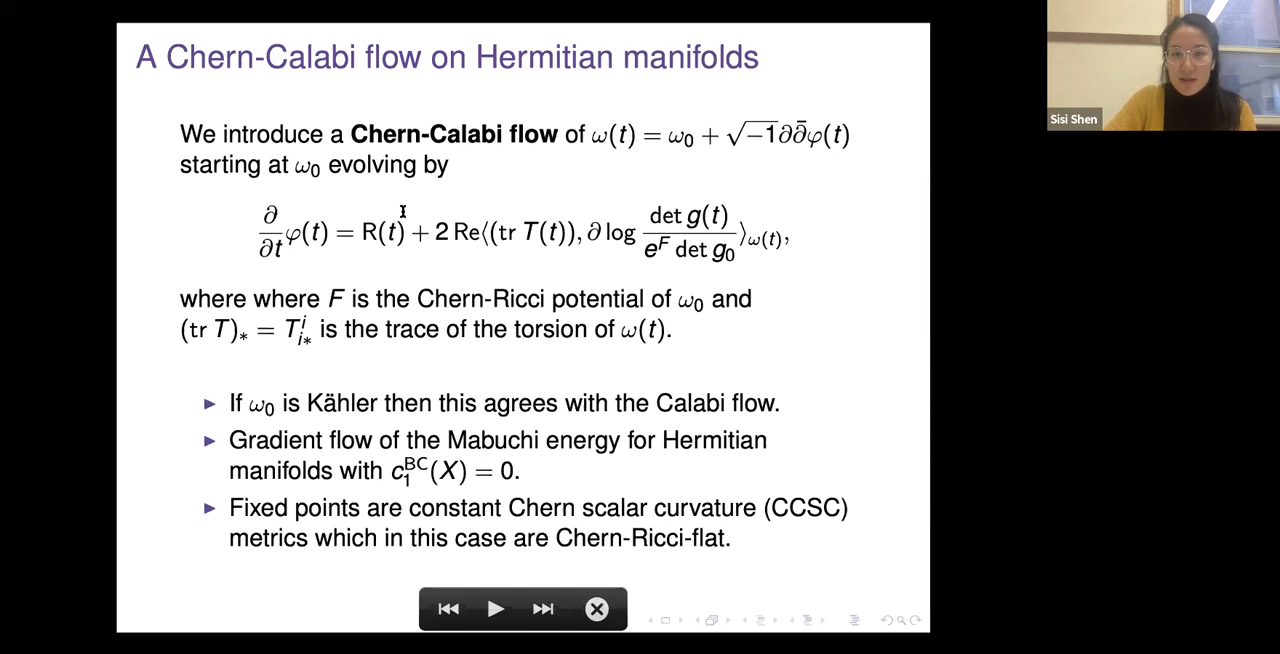 A Chern-Calabi flow on Hermitian manifolds
We introduce a Chern-Calabi flow of ω(t) = ω₀ + √−1∂∂̄φ(t)
starting at ω₀ evolving by
∂/∂t φ(t) = R(t) + 2 Re⟨(tr T(t)), ∂ log det g(t) / e^F det g₀⟩_ω(t),
where where F is the Chern-Ricci potential of ω₀ and
(tr T)_* = T^i_{i*} is the trace of the torsion of ω(t).
▶ If ω₀ is Kähler then this agrees with the Calabi flow.
▶ Gradient flow of the Mabuchi energy for Hermitian
manifolds with c₁^BC(X) = 0.
▶ Fixed points are constant Chern scalar curvature (CCSC)
metrics which in this case are Chern-Ricci-flat.
Sisi Shen